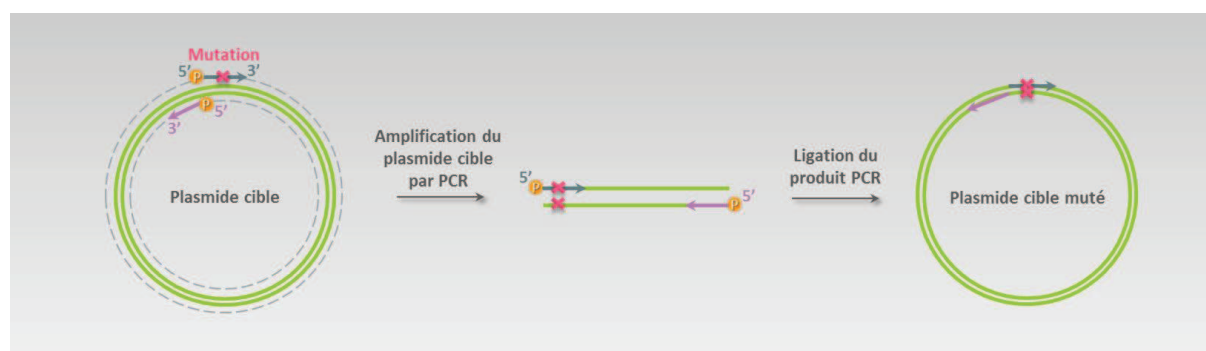 Mutation
5' P 3'
P 5'
3'
Plasmide cible
Amplification du
plasmide cible
par PCR
5' P
P 5'
Ligation du
produit PCR
Plasmide cible muté